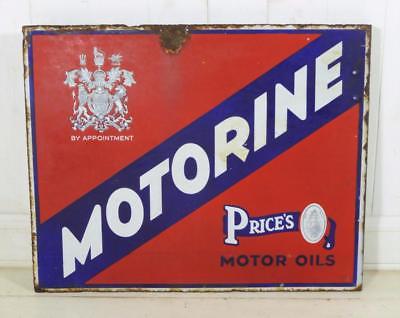 BY APPOINTMENT
MOTORINE
PRICE'S
MOTOR OILS